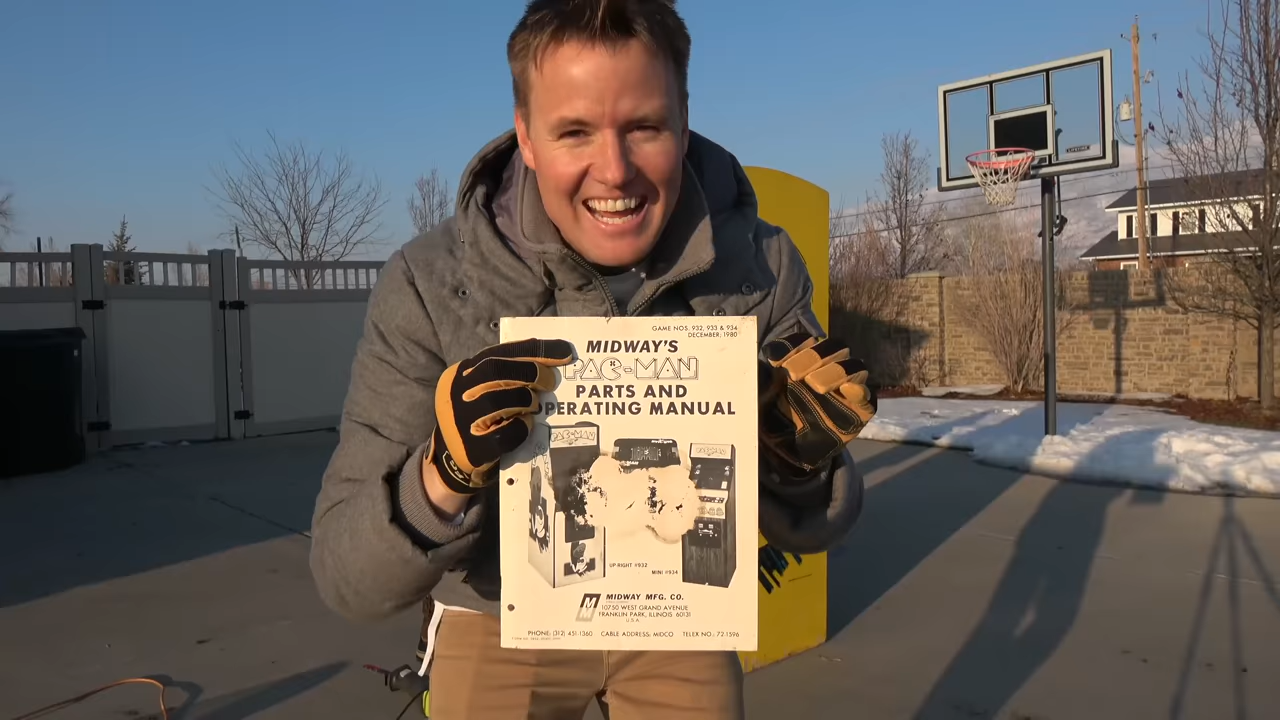 GAME NOS. 932, 933 & 934
DECEMBER, 1980
MIDWAY'S
PAC-MAN
PARTS AND
OPERATING MANUAL
PAC-MAN
UP-RIGHT #932
MINI #934
M
MIDWAY MFG. CO.
10750 WEST GRAND AVENUE
FRANKLIN PARK, ILLINOIS 60131
U.S.A.
PHONE: (312) 451-1360 CABLE ADDRESS: MIDCO TELEX NO.: 72-1596
LIFETIME